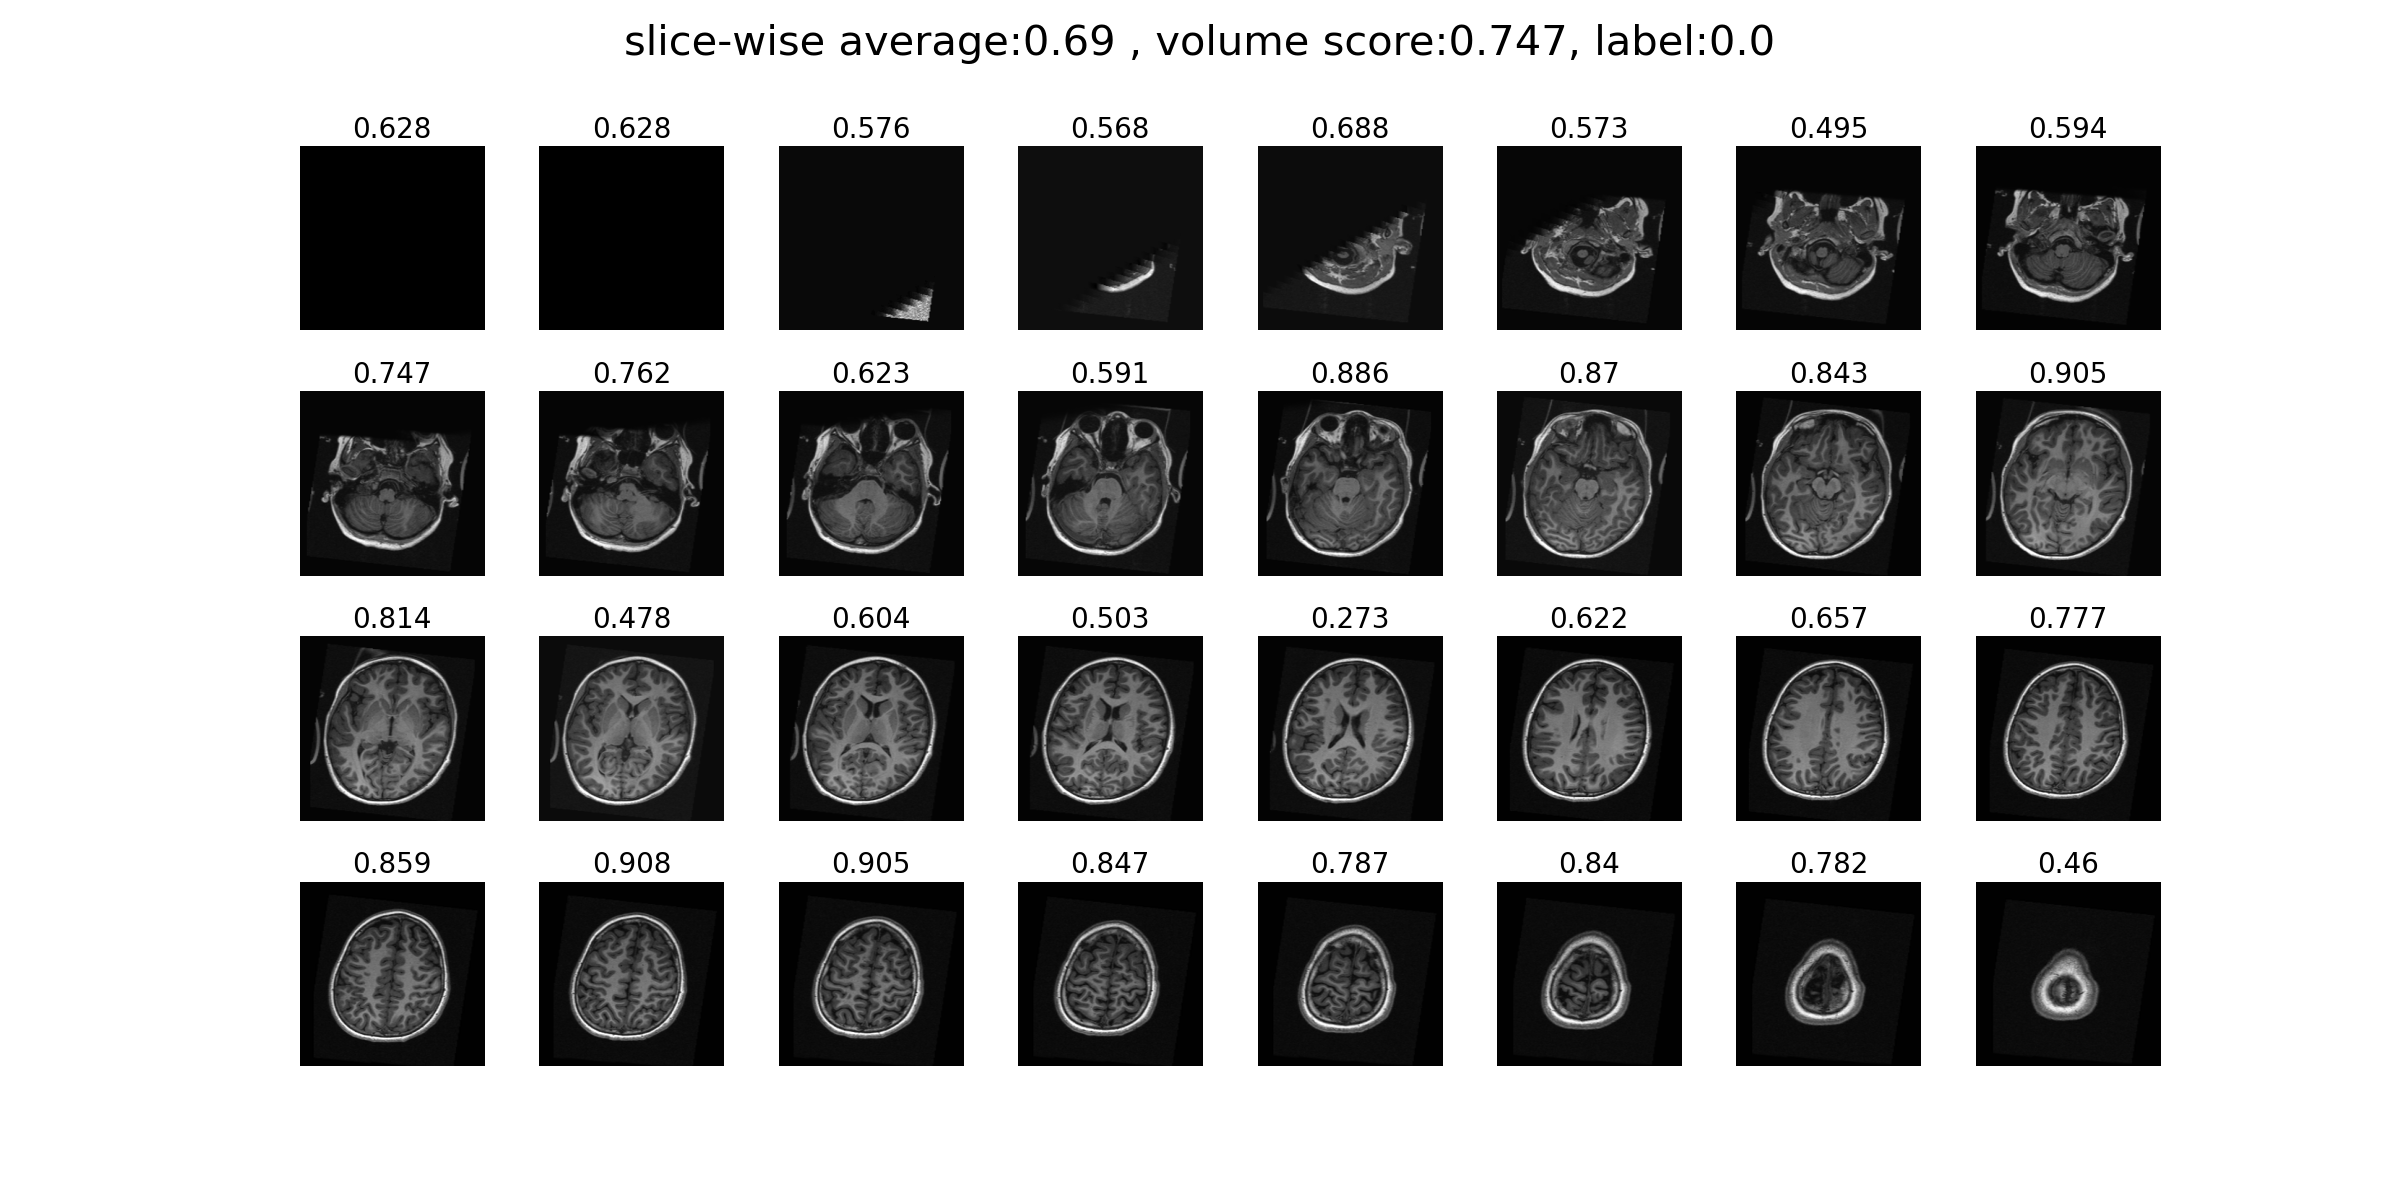 slice-wise average:0.69 , volume score:0.747, label:0.0
0.628 0.628 0.576 0.568 0.688 0.573 0.495 0.594
0.747 0.762 0.623 0.591 0.886 0.87 0.843 0.905
0.814 0.478 0.604 0.503 0.273 0.622 0.657 0.777
0.859 0.908 0.905 0.847 0.787 0.84 0.782 0.46